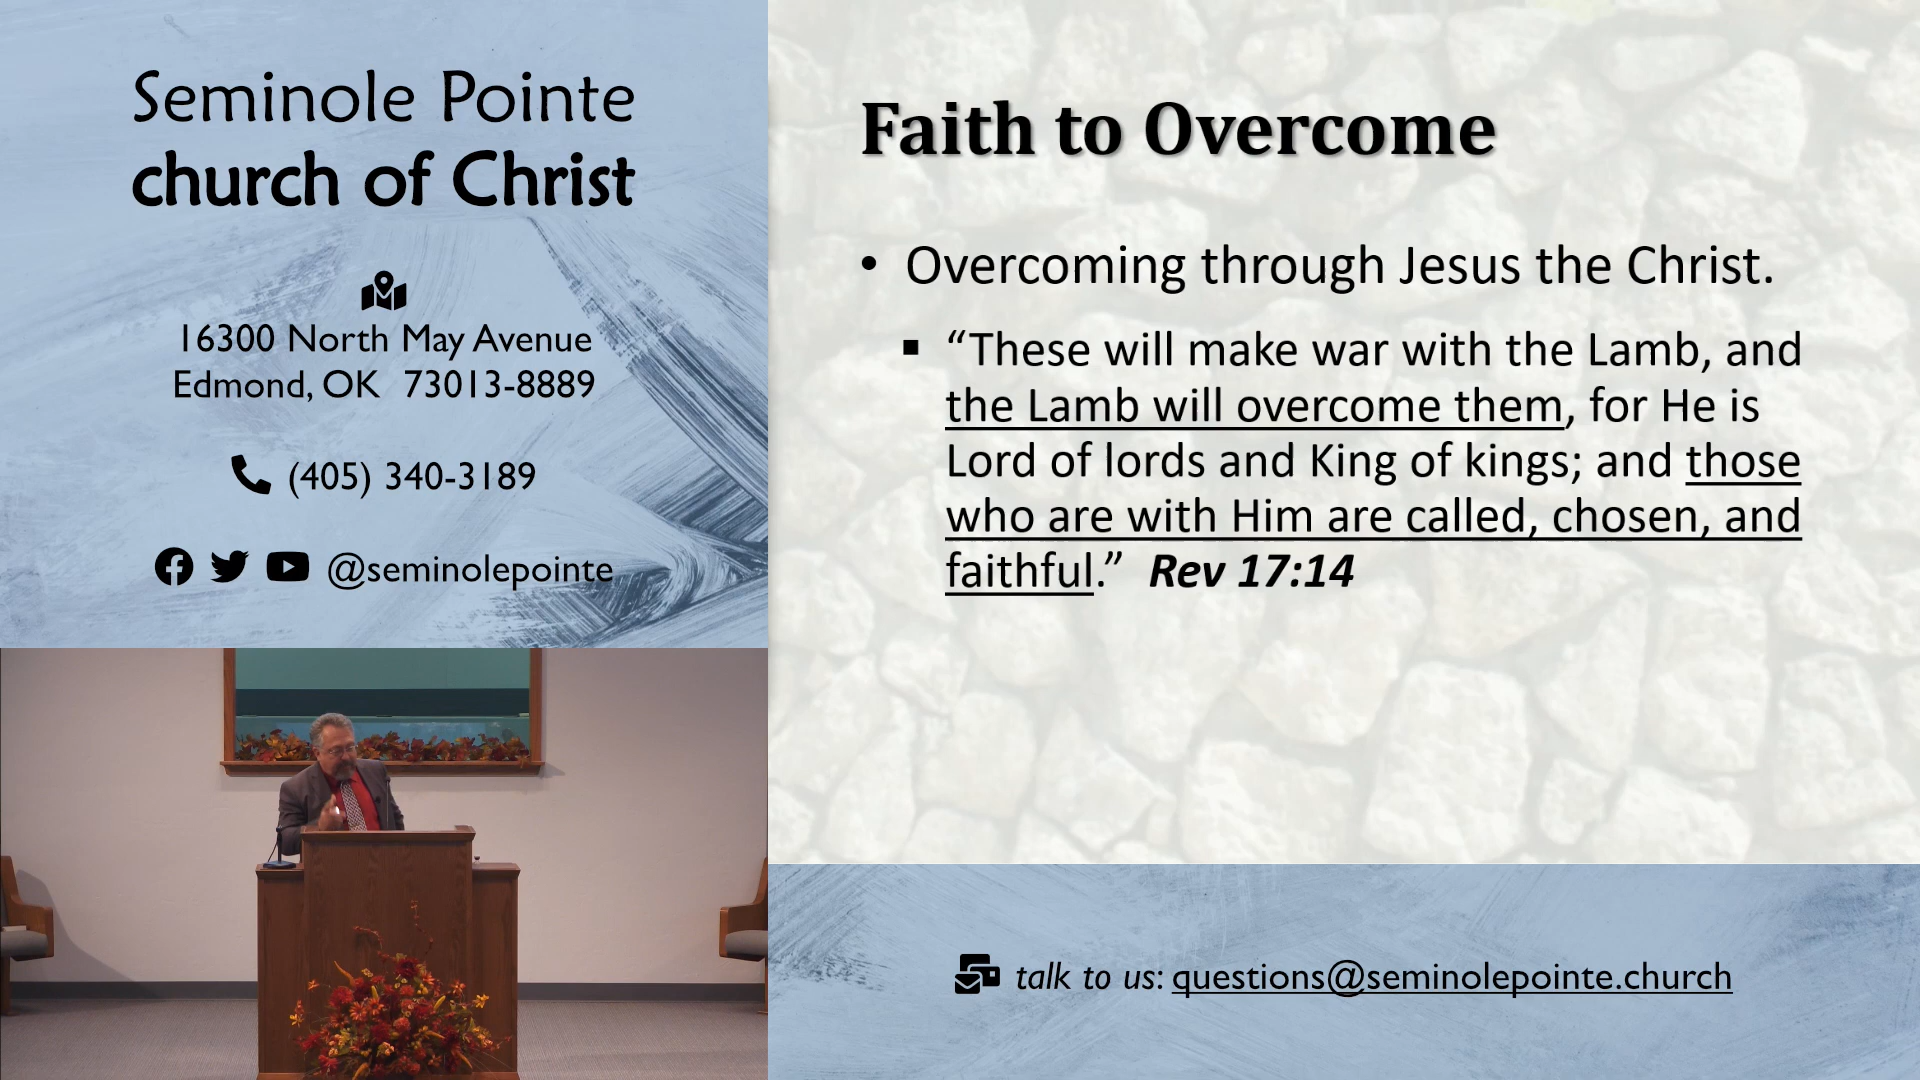 Seminole Pointe
church of Christ
16300 North May Avenue
Edmond, OK 73013-8889
(405) 340-3189
@seminolepointe
Faith to Overcome
• Overcoming through Jesus the Christ.
▪ “These will make war with the Lamb, and
the Lamb will overcome them, for He is
Lord of lords and King of kings; and those
who are with Him are called, chosen, and
faithful.” Rev 17:14
talk to us: questions@seminolepointe.church